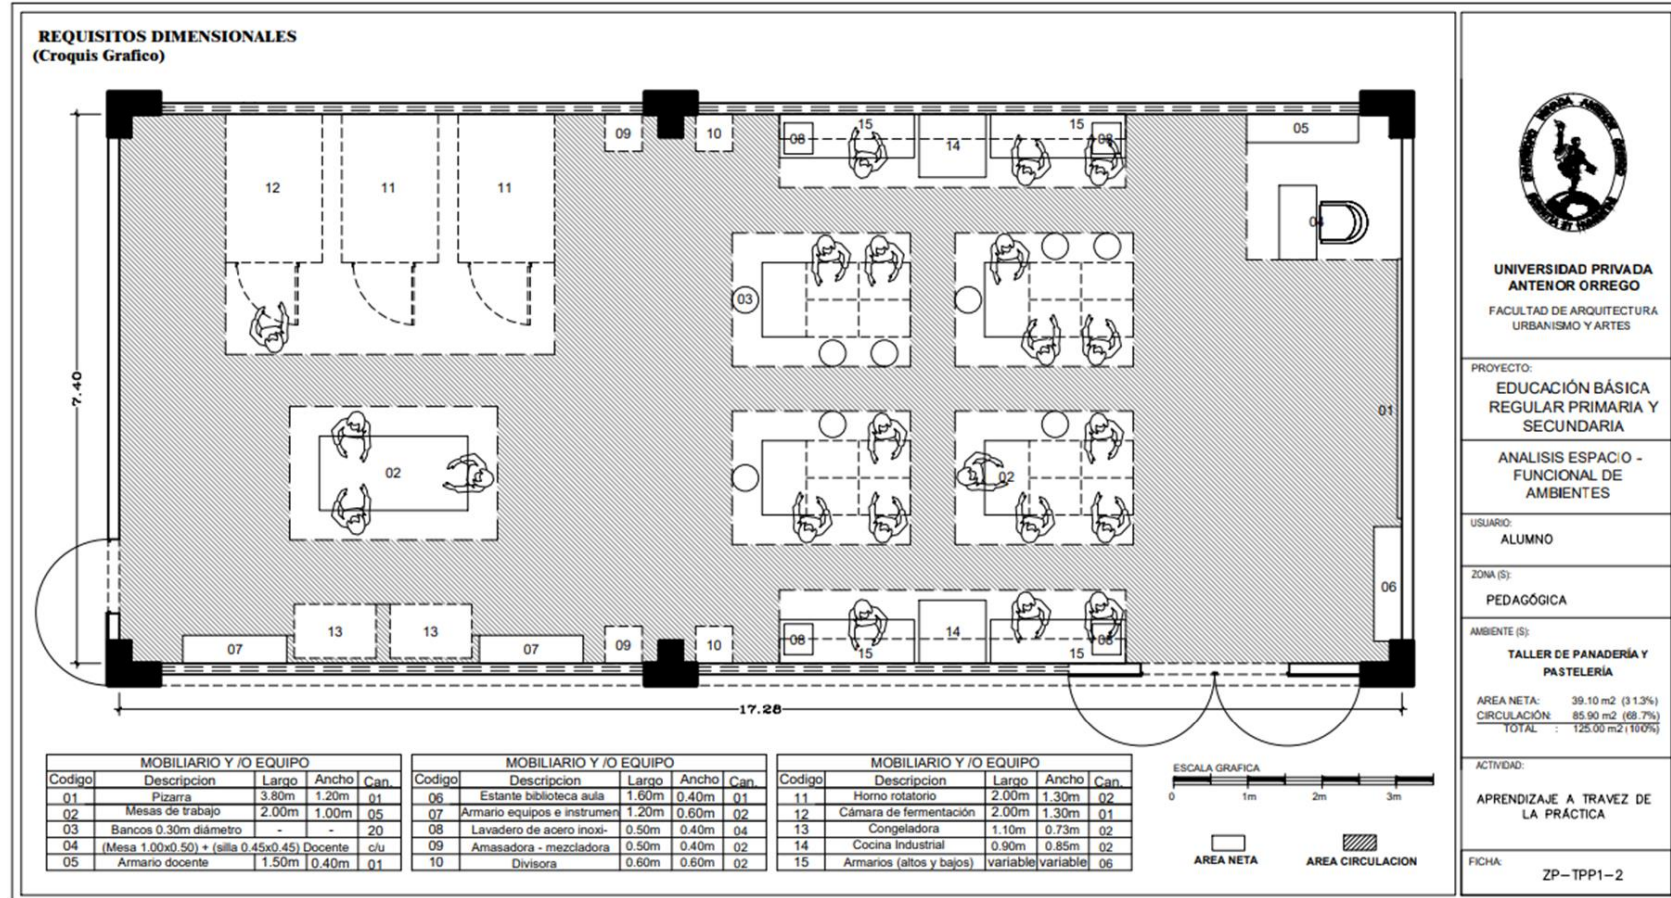 REQUISITOS DIMENSIONALES
(Croquis Grafico)
12
11
11
09
10
08
15
14
15
08
05
04
03
01
02
02
06
07
13
13
07
09
10
08
15
14
15
08
7.40
17.28
MOBILIARIO Y /O EQUIPO
Codigo Descripcion Largo Ancho Can.
01 Pizarra 3.80m 1.20m 01
02 Mesas de trabajo 2.00m 1.00m 05
03 Bancos 0.30m diámetro - - 20
04 (Mesa 1.00x0.50) + (silla 0.45x0.45) Docente c/u
05 Armario docente 1.50m 0.40m 01
MOBILIARIO Y /O EQUIPO
Codigo Descripcion Largo Ancho Can.
06 Estante biblioteca aula 1.60m 0.40m 01
07 Armario equipos e instrumen 1.20m 0.60m 02
08 Lavadero de acero inoxi- 0.50m 0.40m 04
09 Amasadora - mezcladora 0.50m 0.40m 02
10 Divisora 0.60m 0.60m 02
MOBILIARIO Y /O EQUIPO
Codigo Descripcion Largo Ancho Can.
11 Horno rotatorio 2.00m 1.30m 02
12 Cámara de fermentación 2.00m 1.30m 01
13 Congeladora 1.10m 0.73m 02
14 Cocina Industrial 0.90m 0.85m 02
15 Armarios (altos y bajos) variable variable 06
ESCALA GRAFICA
0 1m 2m 3m
AREA NETA AREA CIRCULACION
UNIVERSIDAD PRIVADA
ANTENOR ORREGO
FACULTAD DE ARQUITECTURA
URBANISMO Y ARTES
PROYECTO:
EDUCACIÓN BÁSICA
REGULAR PRIMARIA Y
SECUNDARIA
ANALISIS ESPACIO -
FUNCIONAL DE
AMBIENTES
USUARIO:
ALUMNO
ZONA (S):
PEDAGÓGICA
AMBIENTE (S):
TALLER DE PANADERÍA Y
PASTELERÍA
AREA NETA: 39.10 m2 (31.3%)
CIRCULACIÓN: 85.90 m2 (68.7%)
TOTAL : 125.00 m2 (100%)
ACTIVIDAD:
APRENDIZAJE A TRAVEZ DE
LA PRÁCTICA
FICHA:
ZP-TPP1-2